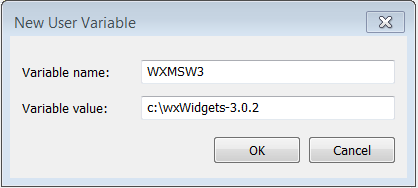 New User Variable
Variable name: WXMSW3
Variable value: c:\wxWidgets-3.0.2
OK Cancel